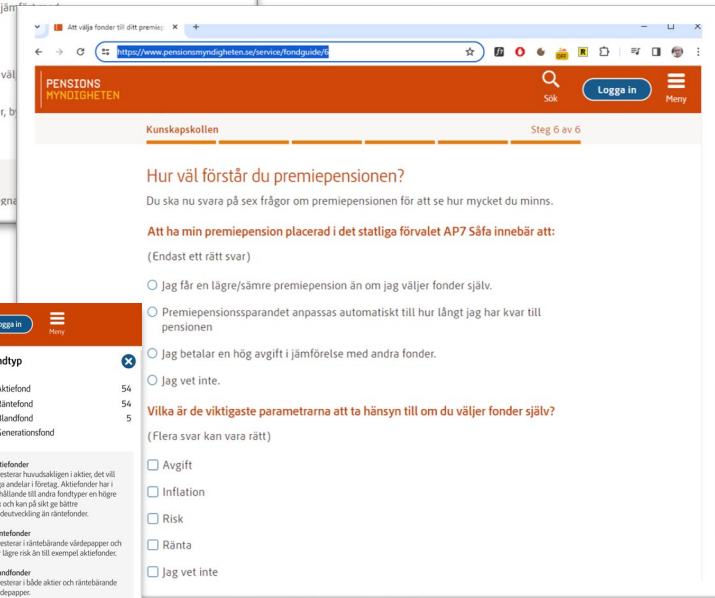 Att välja fonder till ditt premiep
https://www.pensionsmyndigheten.se/service/fondguide/6
PENSIONS
MYNDIGHETEN
Sök
Logga in
Meny
Kunskapskollen
Steg 6 av 6
Hur väl förstår du premiepensionen?
Du ska nu svara på sex frågor om premiepensionen för att se hur mycket du minns.
Att ha min premiepension placerad i det statliga förvalet AP7 Såfa innebär att:
(Endast ett rätt svar)
Jag får en lägre/sämre premiepension än om jag väljer fonder själv.
Premiepensionssparandet anpassas automatiskt till hur långt jag har kvar till
pensionen
Jag betalar en hög avgift i jämförelse med andra fonder.
Jag vet inte.
Vilka är de viktigaste parametrarna att ta hänsyn till om du väljer fonder själv?
(Flera svar kan vara rätt)
Avgift
Inflation
Risk
Ränta
Jag vet inte
ogga in
Meny
ndtyp
Aktiefond 54
Räntefond 54
Blandfond 5
Generationsfond
tiefonder
esterar huvudsakligen i aktier, det vill
ga andelar i företag. Aktiefonder har i
hållande till andra fondtyper en högre
k och kan på sikt ge bättre
deutveckling än räntefonder.
ntefonder
esterar i räntebärande värdepapper och
r lägre risk än till exempel aktiefonder.
ndfonder
esterar i både aktier och räntebärande
depapper.